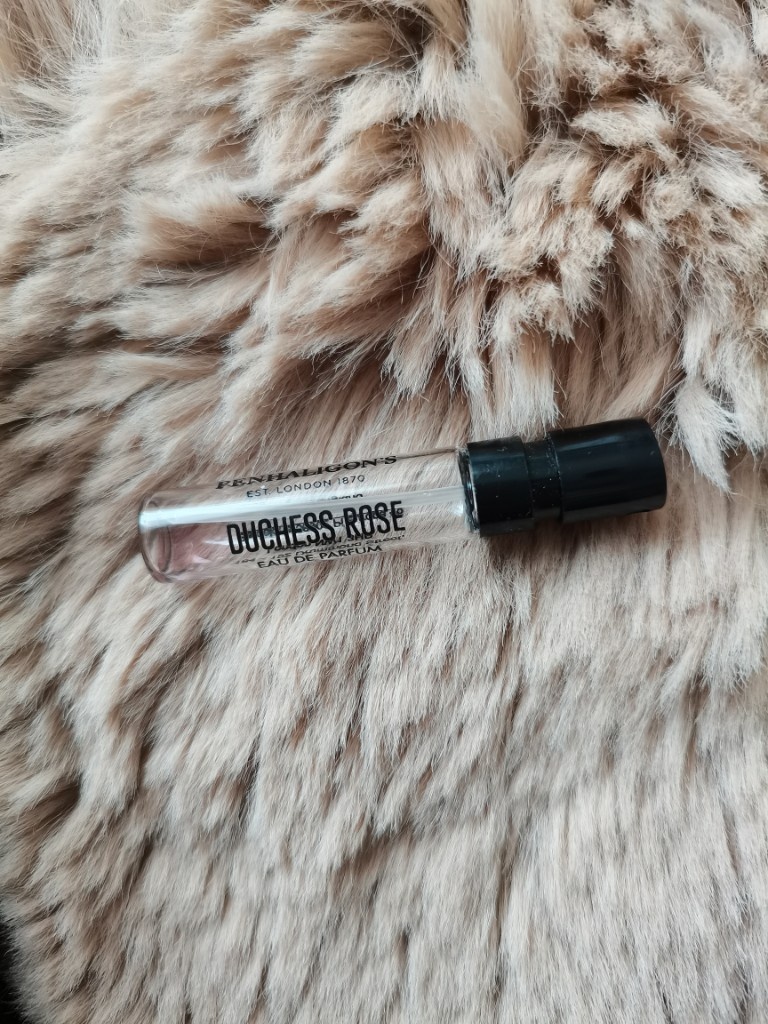 PENHALIGON'S
EST. LONDON 1870
DUCHESS ROSE
EAU DE PARFUM